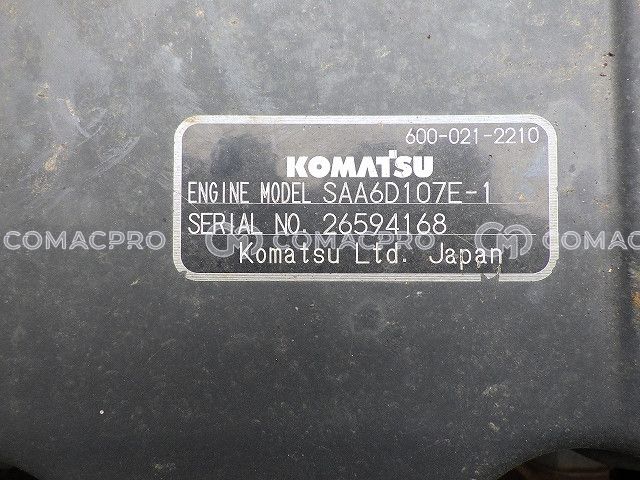 600-021-2210
KOMATSU
ENGINE MODEL SAA6D107E-1
SERIAL NO. 26594168
COMACPRO COMACPRO COMACPRO
Komatsu Ltd. Japan